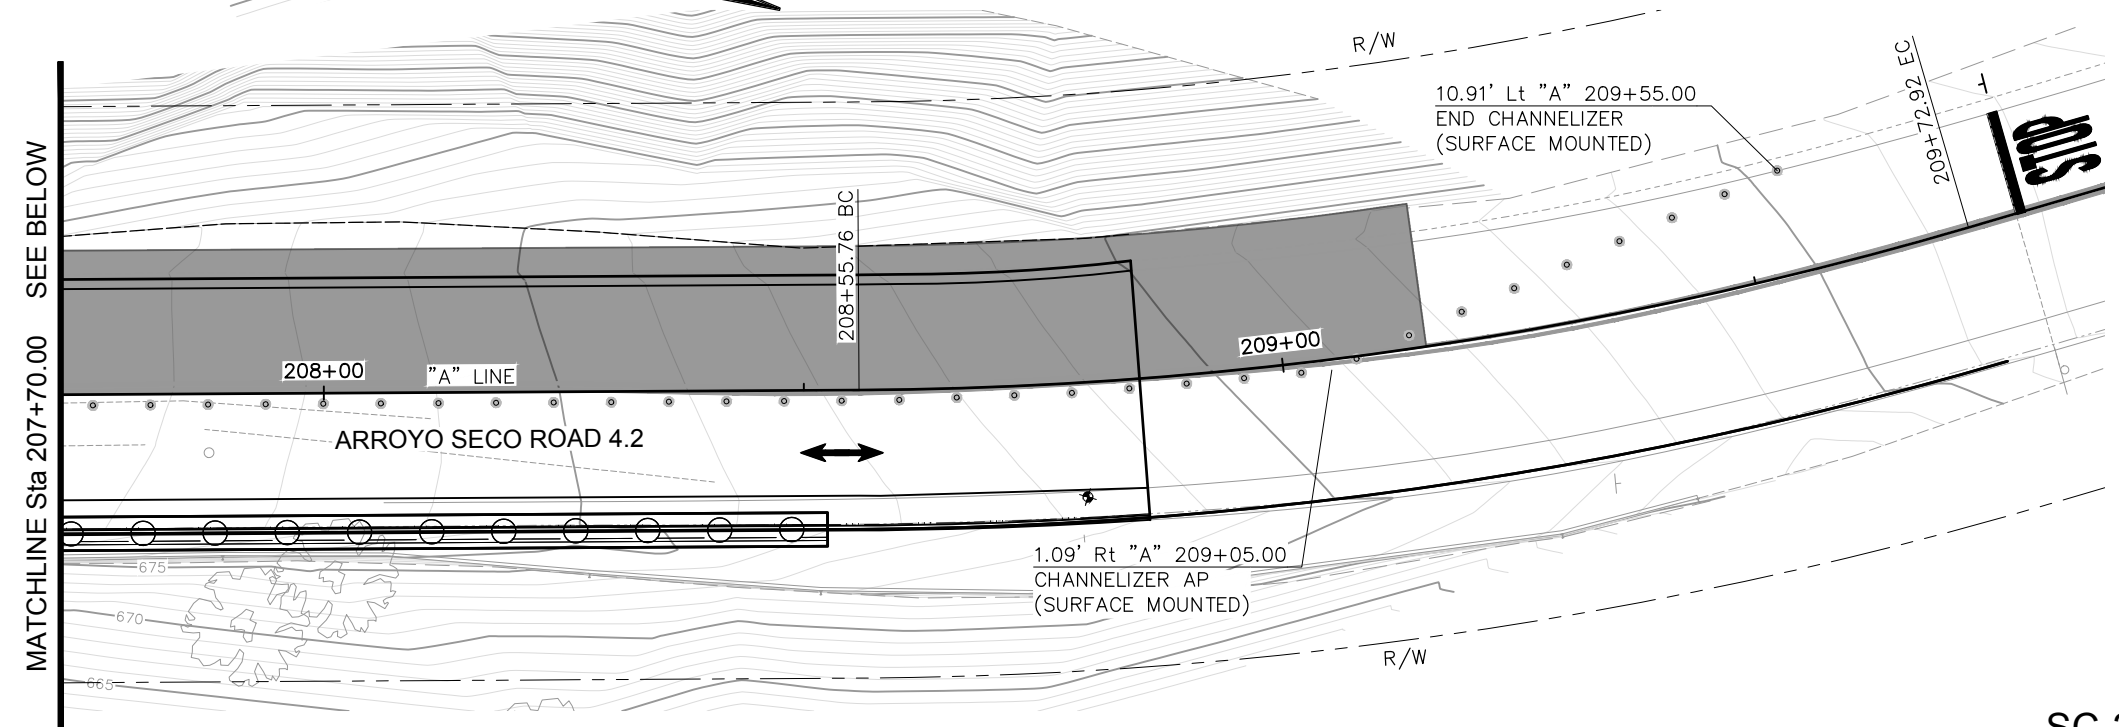 R/W
10.91' Lt "A" 209+55.00
END CHANNELIZER
(SURFACE MOUNTED)
209+72.92 EC
STOP
MATCHLINE Sta 207+70.00 SEE BELOW
208+55.76 BC
208+00
"A" LINE
209+00
ARROYO SECO ROAD 4.2
1.09' Rt "A" 209+05.00
CHANNELIZER AP
(SURFACE MOUNTED)
675
670
665
R/W